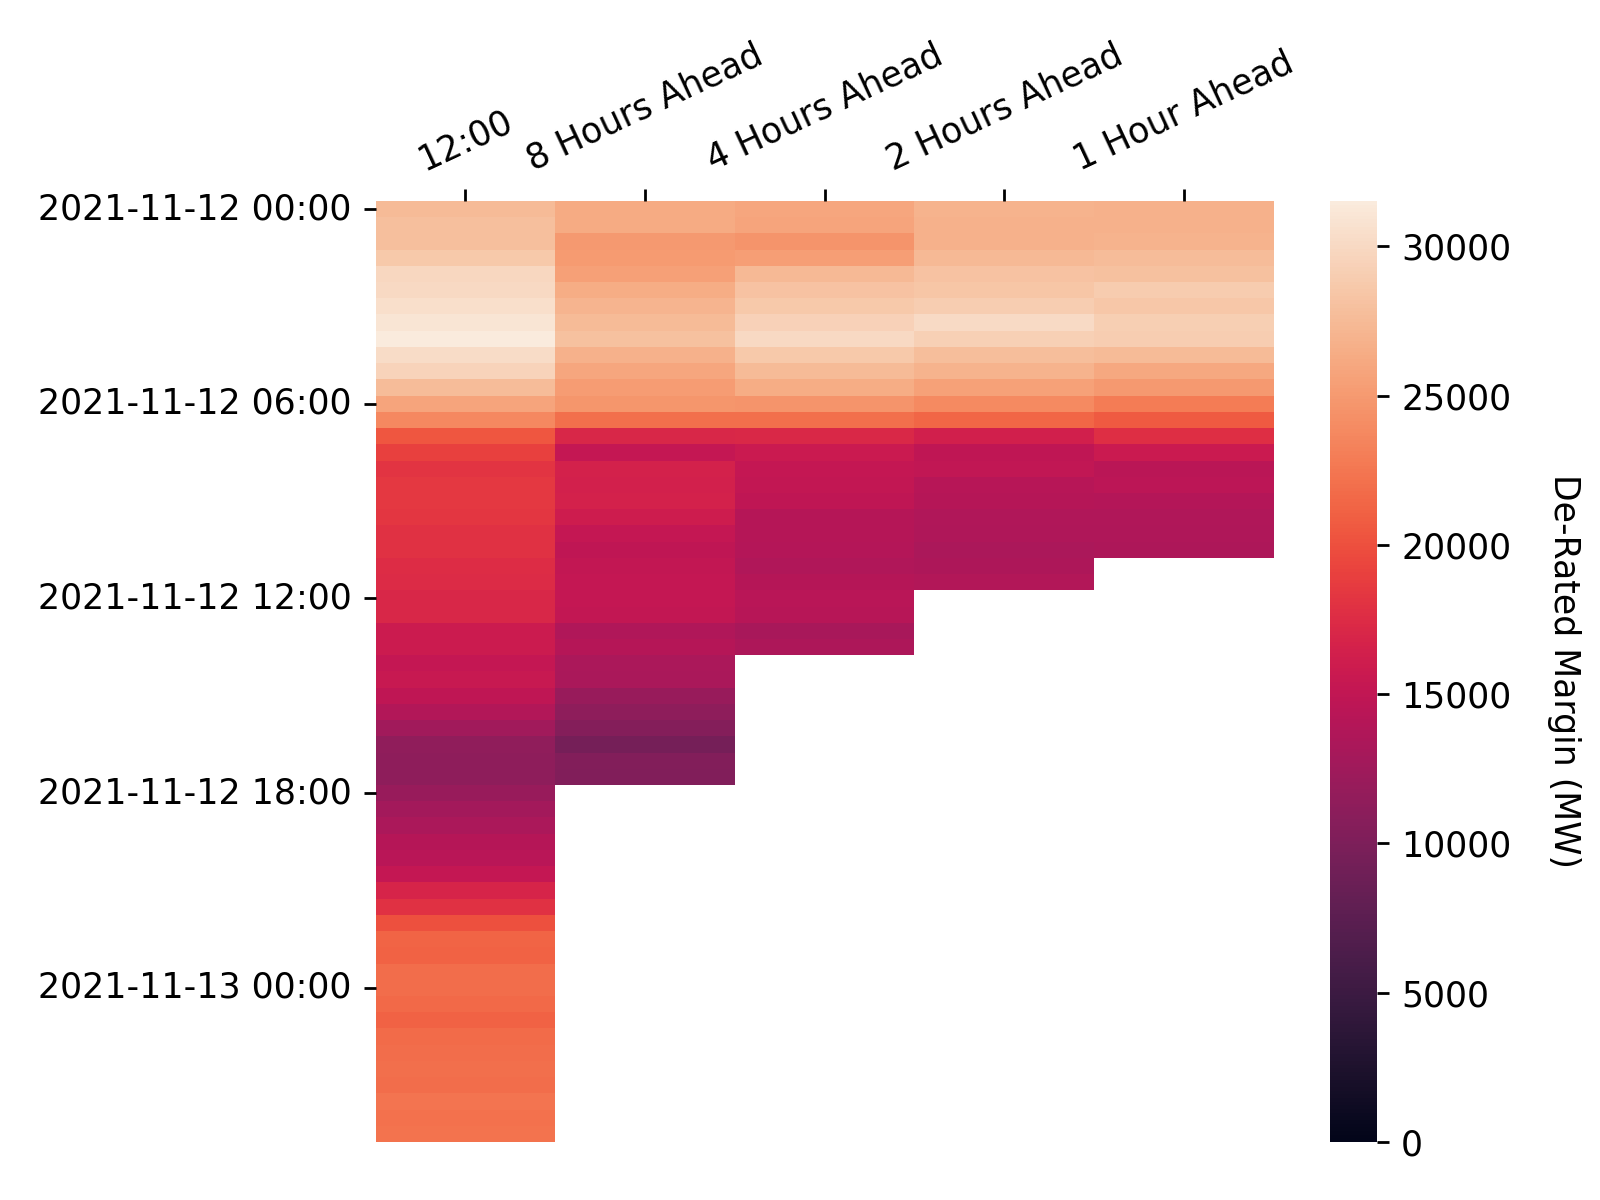 12:00
8 Hours Ahead
4 Hours Ahead
2 Hours Ahead
1 Hour Ahead
2021-11-12 00:00
2021-11-12 06:00
2021-11-12 12:00
2021-11-12 18:00
2021-11-13 00:00
30000
25000
20000
15000
10000
5000
0
De-Rated Margin (MW)